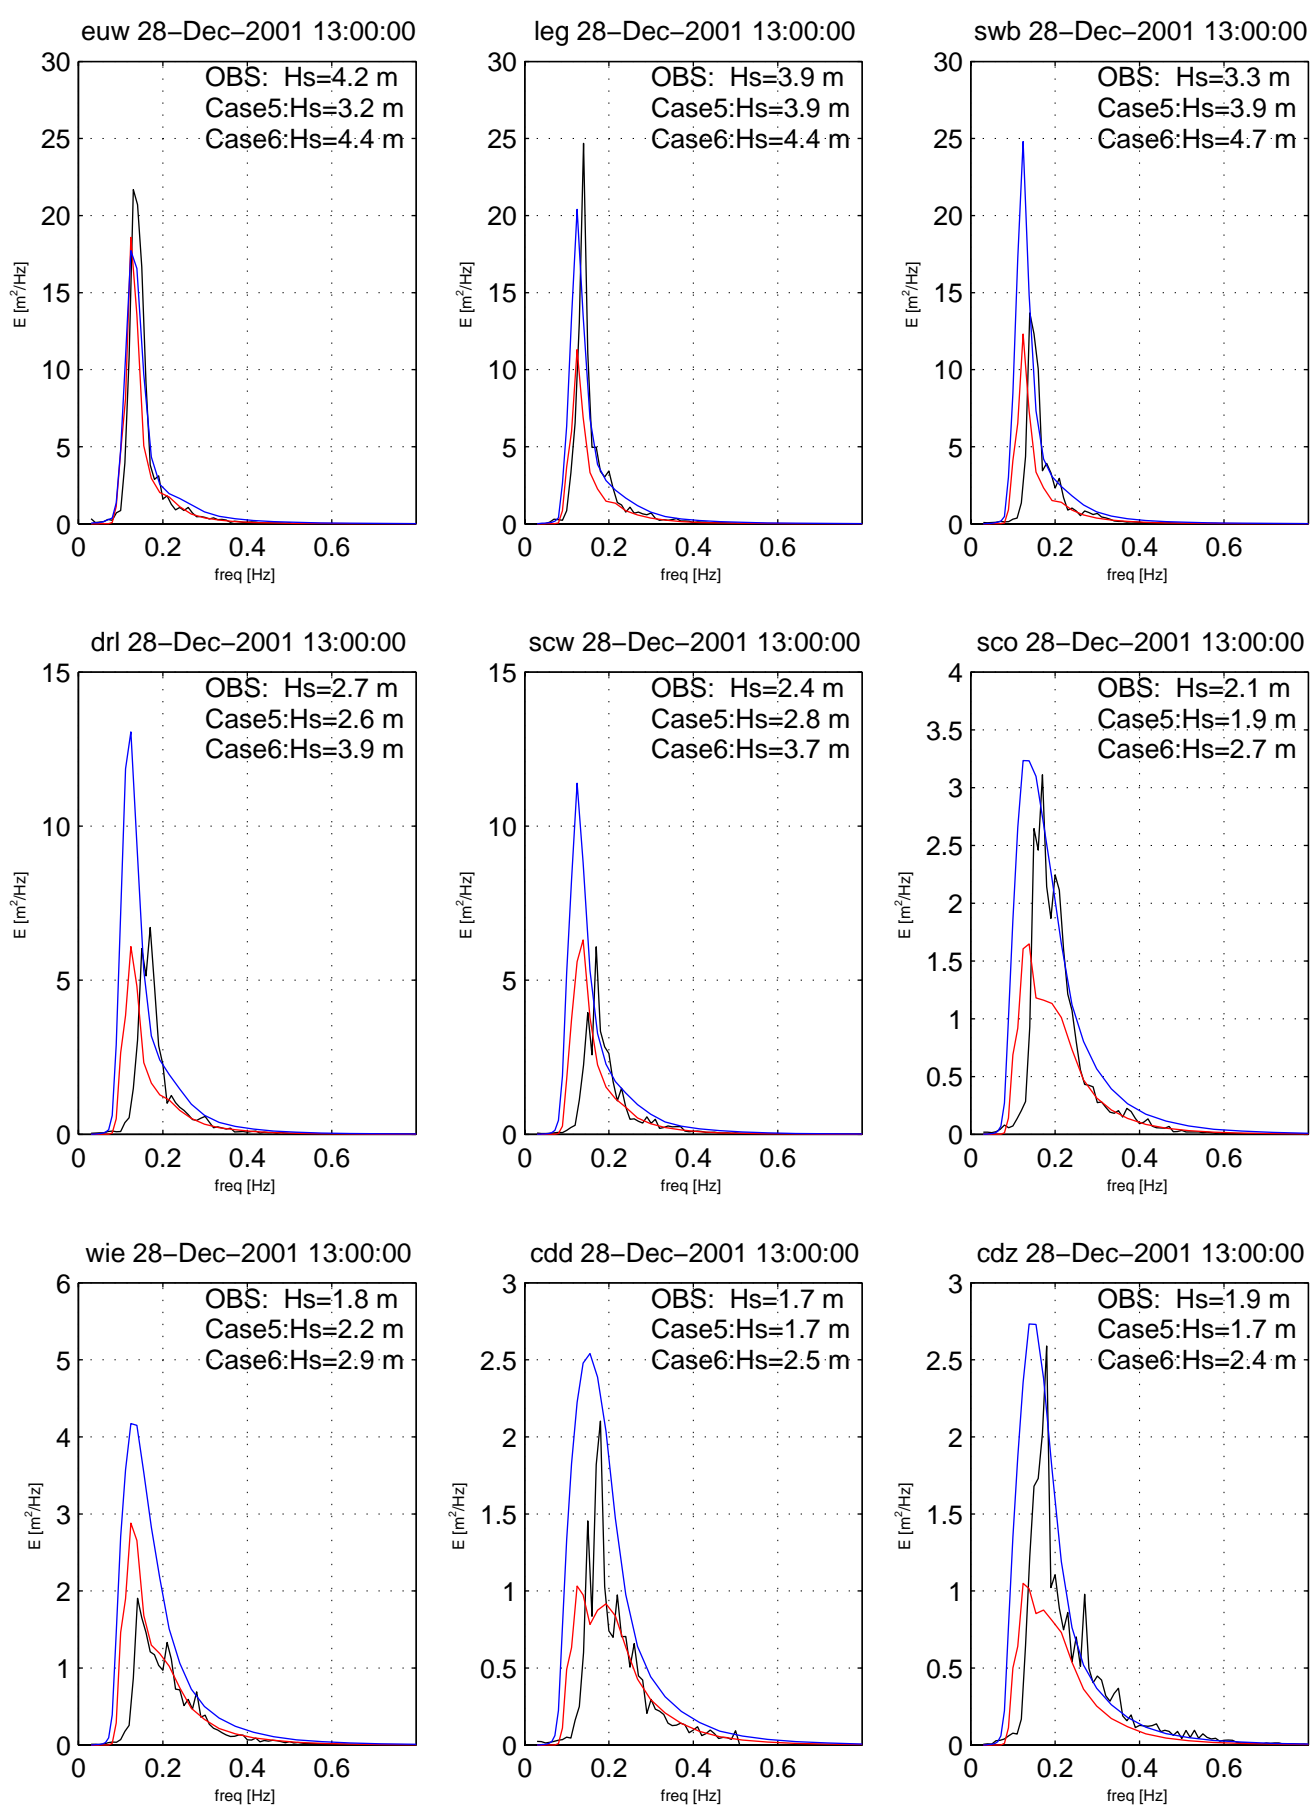 euw 28−Dec−2001 13:00:00
OBS:  Hs=4.2 m
Case5:Hs=3.2 m
Case6:Hs=4.4 m
30
25
20
15
10
5
0
E [m²/Hz]
0 0.2 0.4 0.6
freq [Hz]
leg 28−Dec−2001 13:00:00
OBS:  Hs=3.9 m
Case5:Hs=3.9 m
Case6:Hs=4.4 m
30
25
20
15
10
5
0
E [m²/Hz]
0 0.2 0.4 0.6
freq [Hz]
swb 28−Dec−2001 13:00:00
OBS:  Hs=3.3 m
Case5:Hs=3.9 m
Case6:Hs=4.7 m
30
25
20
15
10
5
0
E [m²/Hz]
0 0.2 0.4 0.6
freq [Hz]
drl 28−Dec−2001 13:00:00
OBS:  Hs=2.7 m
Case5:Hs=2.6 m
Case6:Hs=3.9 m
15
10
5
0
E [m²/Hz]
0 0.2 0.4 0.6
freq [Hz]
scw 28−Dec−2001 13:00:00
OBS:  Hs=2.4 m
Case5:Hs=2.8 m
Case6:Hs=3.7 m
15
10
5
0
E [m²/Hz]
0 0.2 0.4 0.6
freq [Hz]
sco 28−Dec−2001 13:00:00
OBS:  Hs=2.1 m
Case5:Hs=1.9 m
Case6:Hs=2.7 m
4
3.5
3
2.5
2
1.5
1
0.5
0
E [m²/Hz]
0 0.2 0.4 0.6
freq [Hz]
wie 28−Dec−2001 13:00:00
OBS:  Hs=1.8 m
Case5:Hs=2.2 m
Case6:Hs=2.9 m
6
5
4
3
2
1
0
E [m²/Hz]
0 0.2 0.4 0.6
freq [Hz]
cdd 28−Dec−2001 13:00:00
OBS:  Hs=1.7 m
Case5:Hs=1.7 m
Case6:Hs=2.5 m
3
2.5
2
1.5
1
0.5
0
E [m²/Hz]
0 0.2 0.4 0.6
freq [Hz]
cdz 28−Dec−2001 13:00:00
OBS:  Hs=1.9 m
Case5:Hs=1.7 m
Case6:Hs=2.4 m
3
2.5
2
1.5
1
0.5
0
E [m²/Hz]
0 0.2 0.4 0.6
freq [Hz]